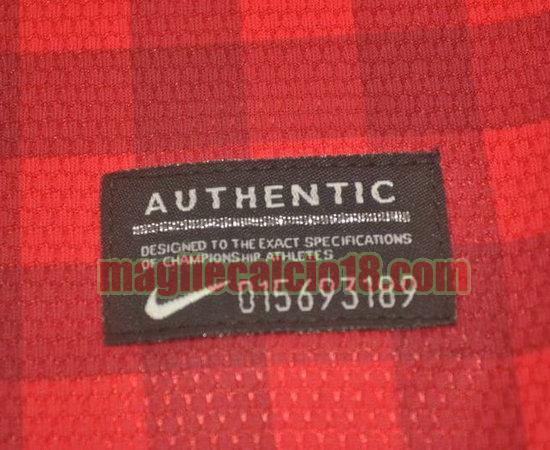 AUTHENTIC
DESIGNED TO THE EXACT SPECIFICATIONS
OF CHAMPIONSHIP ATHLETES
magliecalcio18.com
015693189